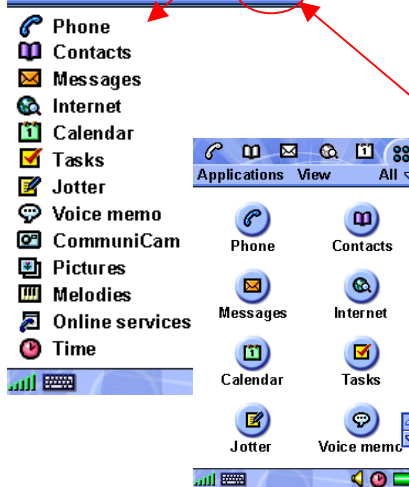 Phone
Contacts
Messages
Internet
Calendar
Tasks
Jotter
Voice memo
CommuniCam
Pictures
Melodies
Online services
Time
Applications View All
Phone Contacts
Messages Internet
Calendar Tasks
Jotter Voice memo